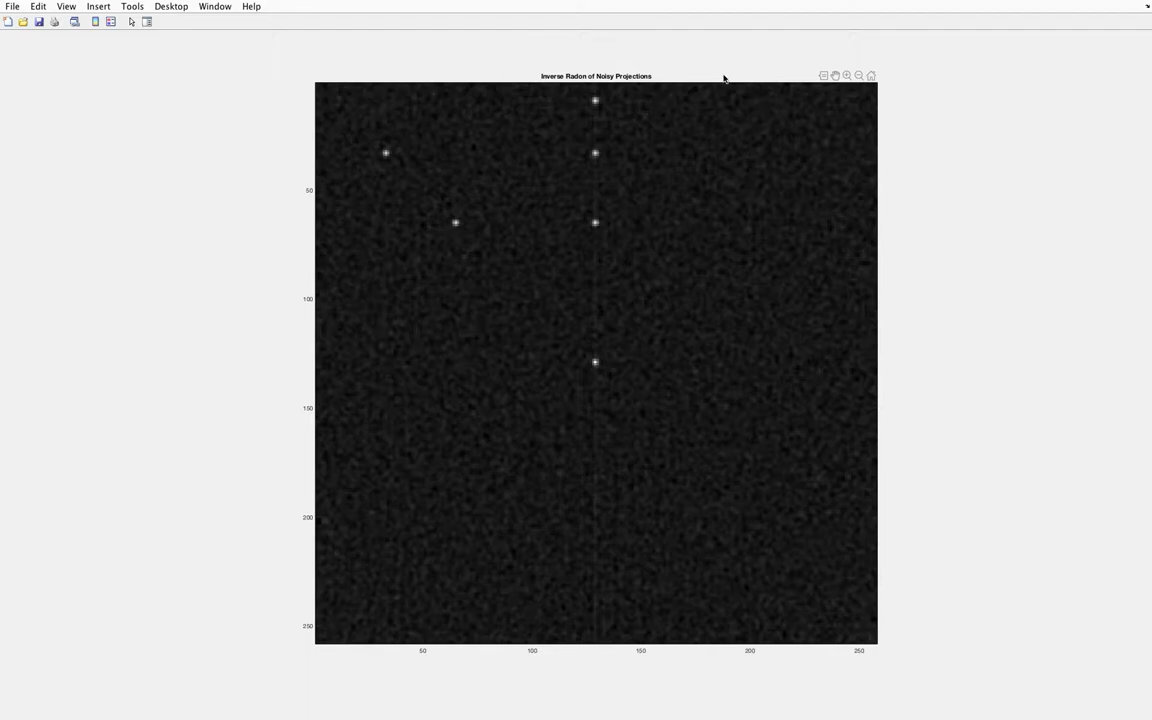 File Edit View Insert Tools Desktop Window Help
Inverse Radon of Noisy Projections
50
100
150
200
250
50 100 150 200 250